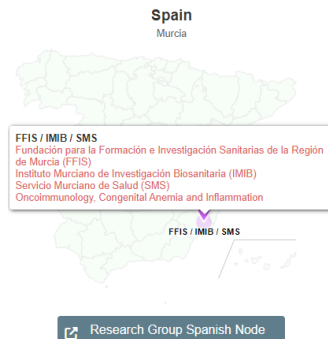 Spain
Murcia
FFIS / IMIB / SMS
Fundación para la Formación e Investigación Sanitarias de la Región
de Murcia (FFIS)
Instituto Murciano de Investigación Biosanitaria (IMIB)
Servicio Murciano de Salud (SMS)
Oncoimmunology, Congenital Anemia and Inflammation
FFIS / IMIB / SMS
Research Group Spanish Node